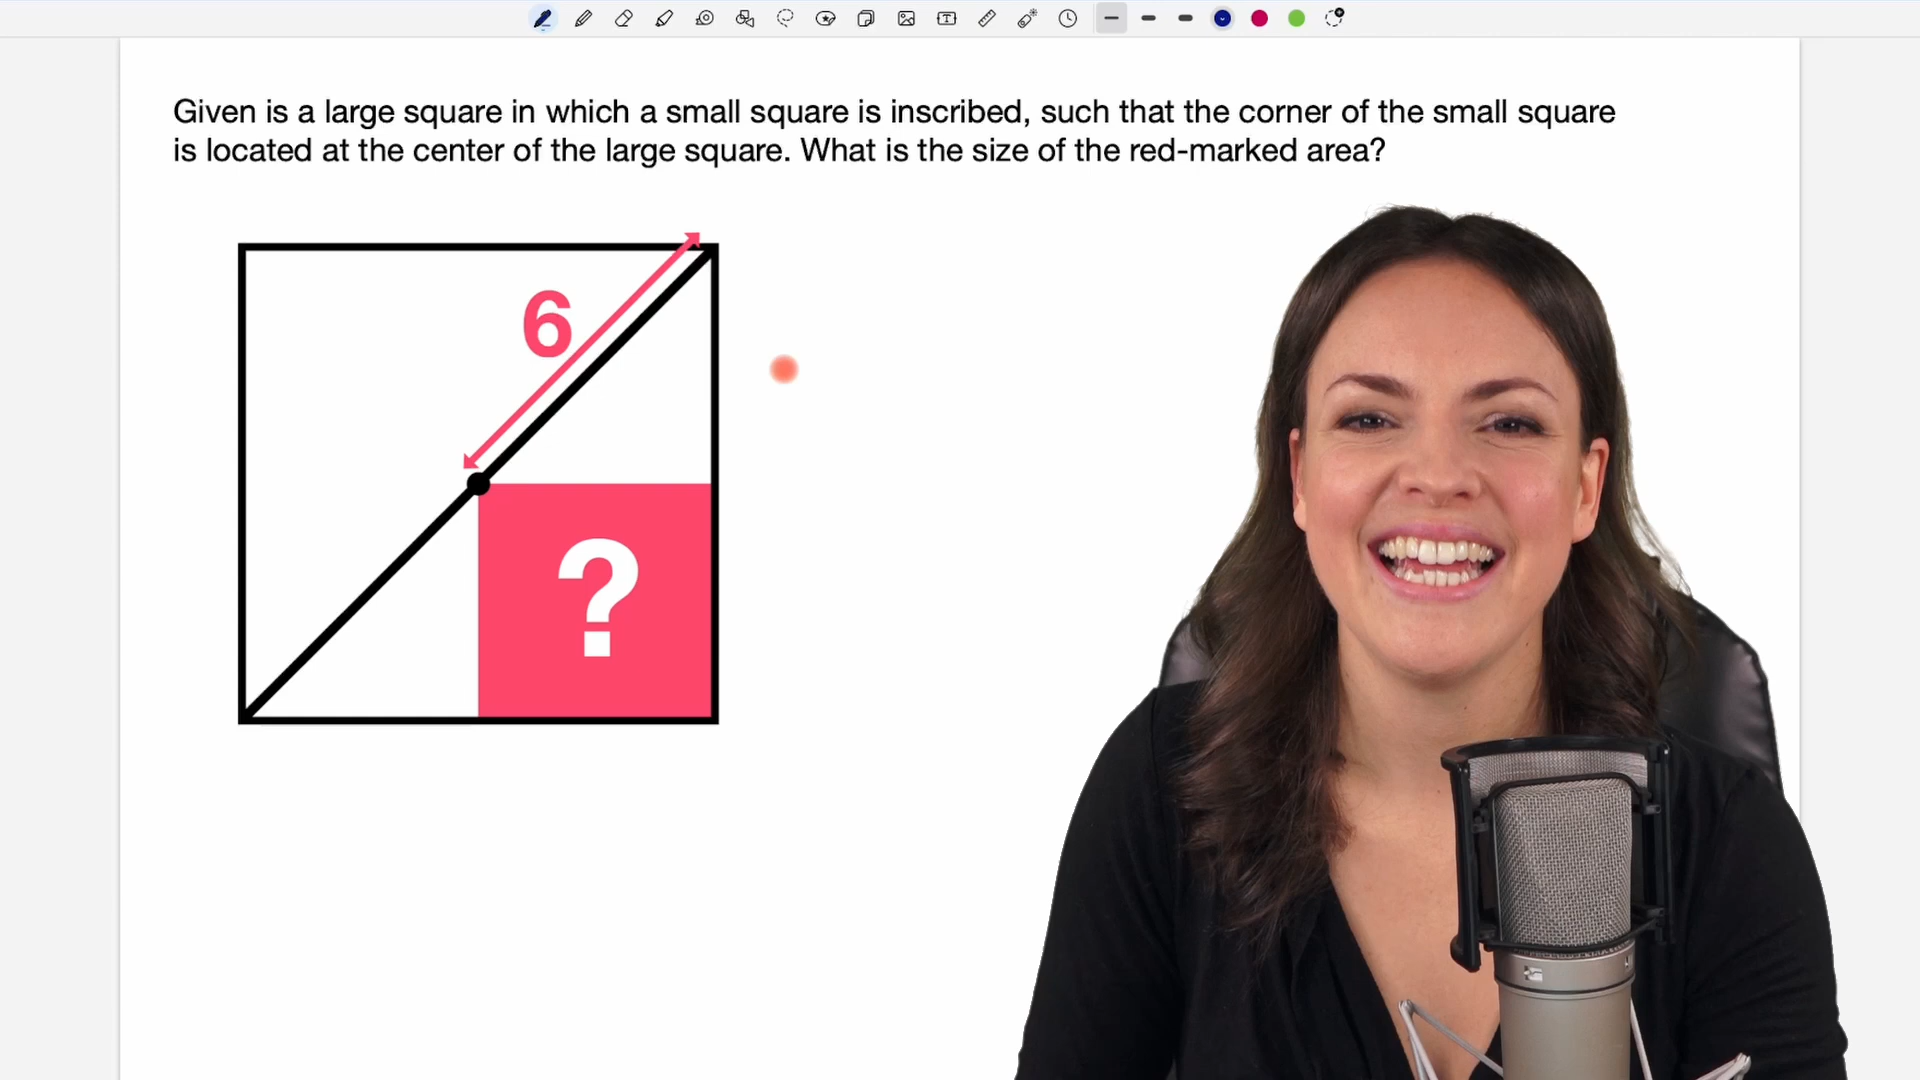 Given is a large square in which a small square is inscribed, such that the corner of the small square
is located at the center of the large square. What is the size of the red-marked area?
6
?